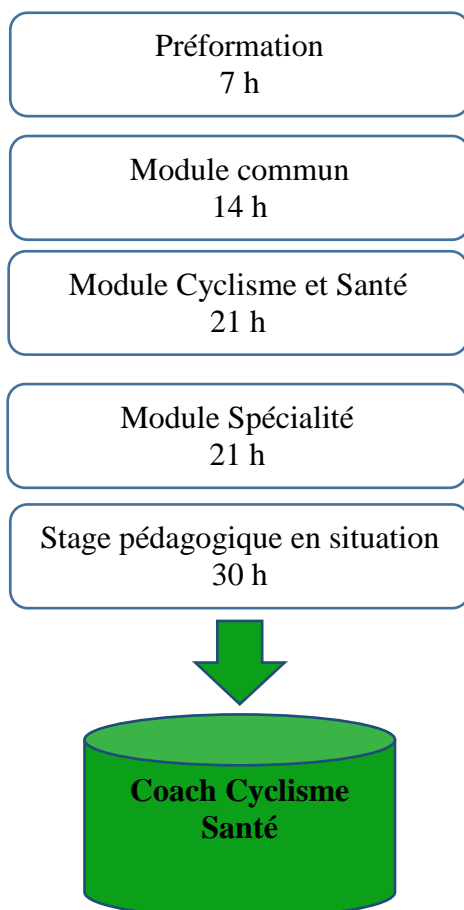 Préformation
7 h
Module commun
14 h
Module Cyclisme et Santé
21 h
Module Spécialité
21 h
Stage pédagogique en situation
30 h
Coach Cyclisme
Santé